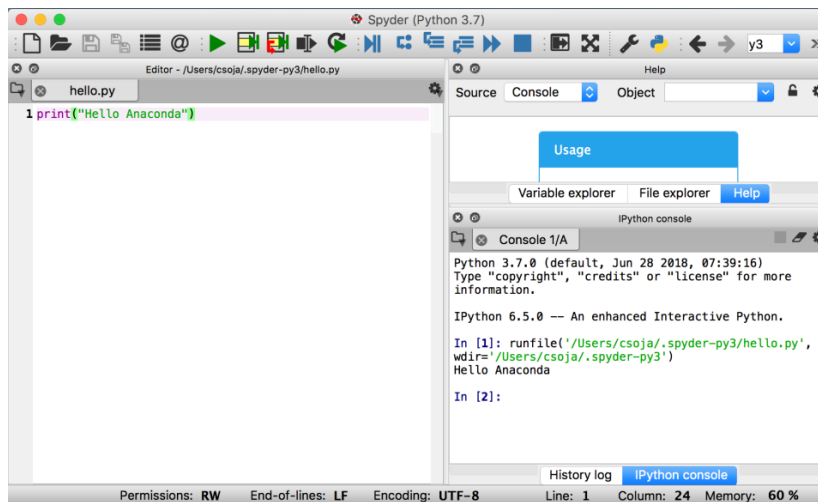 Spyder (Python 3.7)
y3
Editor - /Users/csoja/.spyder-py3/hello.py
hello.py
1 print("Hello Anaconda")
Help
Source Console Object
Usage
Variable explorer File explorer Help
IPython console
Console 1/A
Python 3.7.0 (default, Jun 28 2018, 07:39:16)
Type "copyright", "credits" or "license" for more
information.
IPython 6.5.0 -- An enhanced Interactive Python.
In [1]: runfile('/Users/csoja/.spyder-py3/hello.py',
wdir='/Users/csoja/.spyder-py3')
Hello Anaconda
In [2]:
History log IPython console
Permissions: RW End-of-lines: LF Encoding: UTF-8 Line: 1 Column: 24 Memory: 60 %